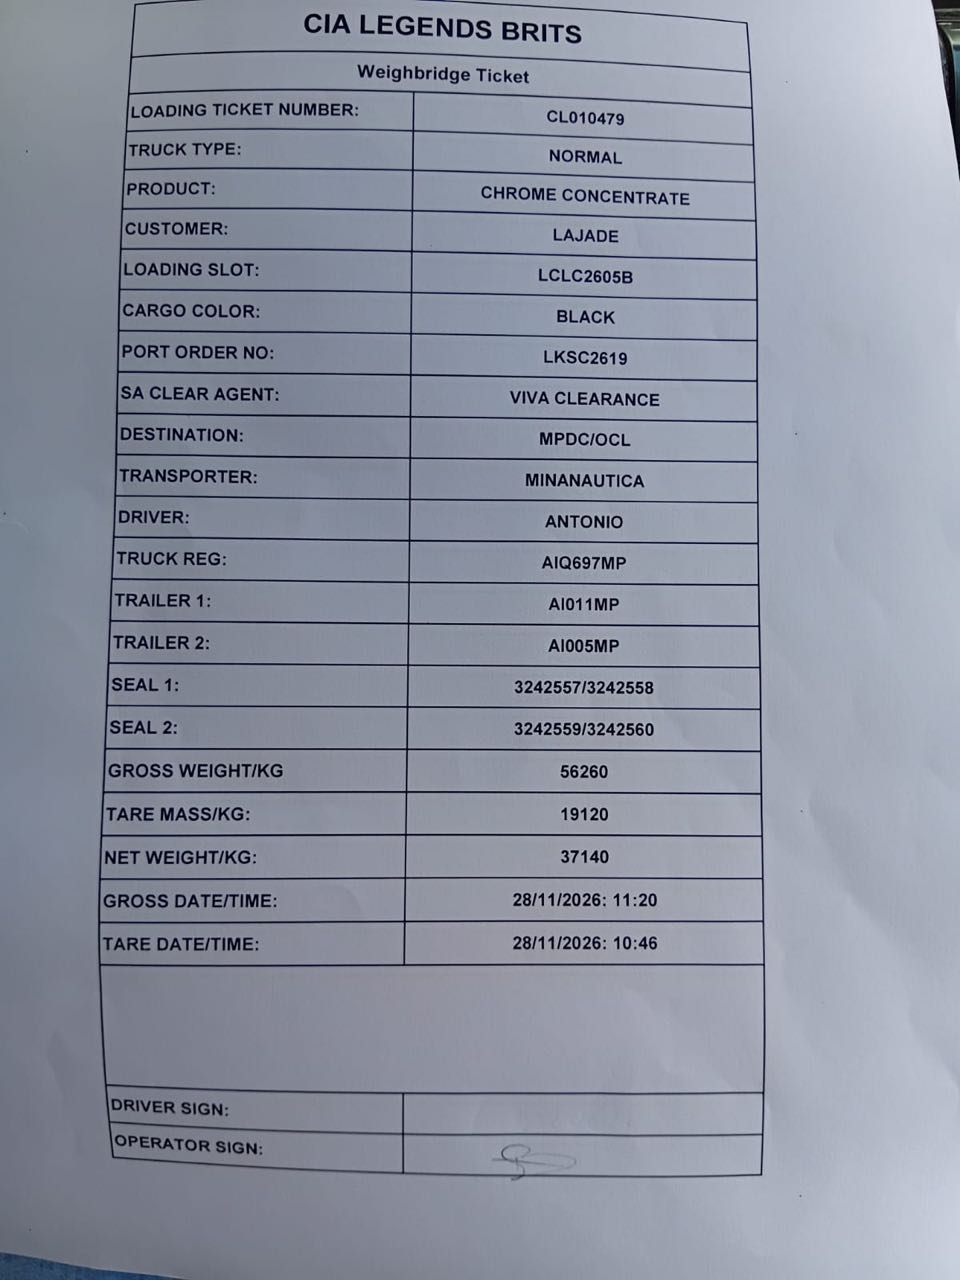 CIA LEGENDS BRITS
Weighbridge Ticket
LOADING TICKET NUMBER: CL010479
TRUCK TYPE: NORMAL
PRODUCT: CHROME CONCENTRATE
CUSTOMER: LAJADE
LOADING SLOT: LCLC2605B
CARGO COLOR: BLACK
PORT ORDER NO: LKSC2619
SA CLEAR AGENT: VIVA CLEARANCE
DESTINATION: MPDC/OCL
TRANSPORTER: MINANAUTICA
DRIVER: ANTONIO
TRUCK REG: AIQ697MP
TRAILER 1: AI011MP
TRAILER 2: AI005MP
SEAL 1: 3242557/3242558
SEAL 2: 3242559/3242560
GROSS WEIGHT/KG 56260
TARE MASS/KG: 19120
NET WEIGHT/KG: 37140
GROSS DATE/TIME: 28/11/2026: 11:20
TARE DATE/TIME: 28/11/2026: 10:46
DRIVER SIGN:
OPERATOR SIGN: